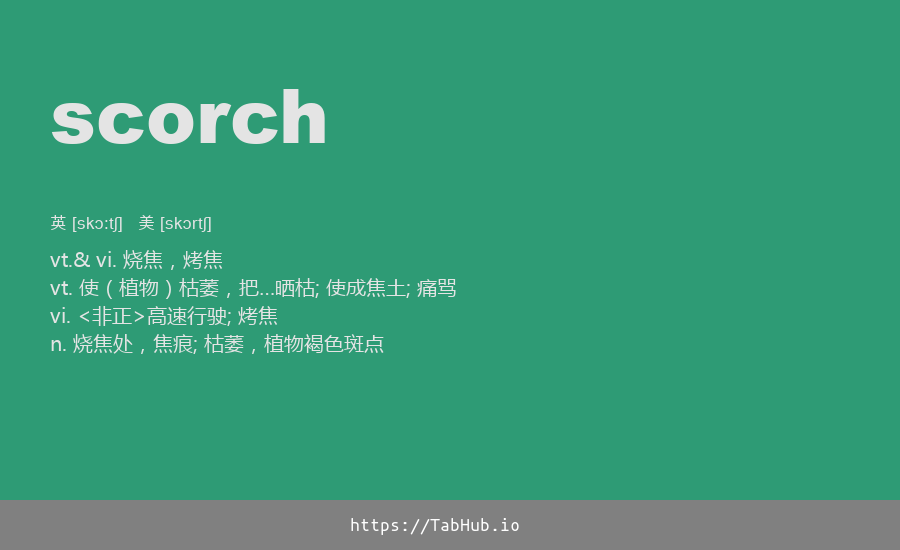 scorch
英 [skɔ:tʃ] 美 [skɔrtʃ]
vt.& vi. 烧焦，烤焦
vt. 使（植物）枯萎，把…晒枯; 使成焦土; 痛骂
vi. <非正>高速行驶; 烤焦
n. 烧焦处，焦痕; 枯萎，植物褐色斑点
https://TabHub.io